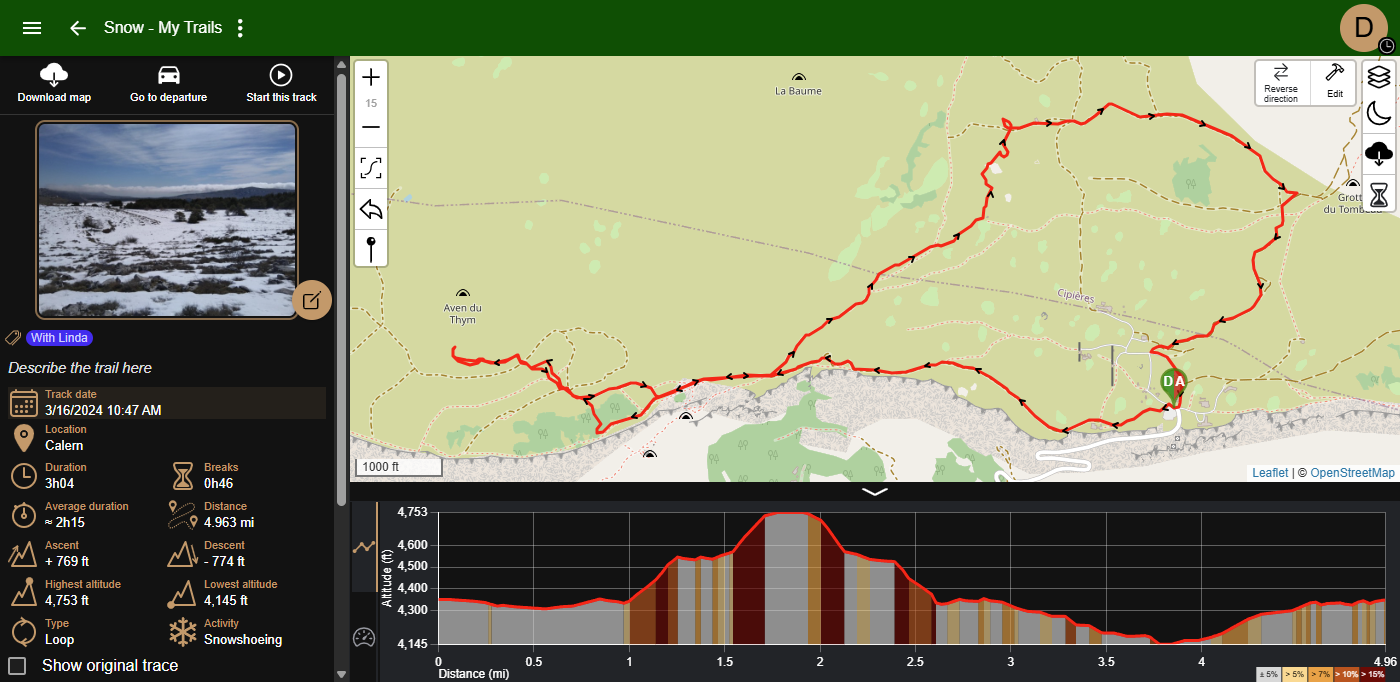 Snow - My Trails
D
Download map
Go to departure
Start this track
With Linda
Describe the trail here
Track date
3/16/2024 10:47 AM
Location
Calern
Duration
3h04
Breaks
0h46
Average duration
≈ 2h15
Distance
4.963 mi
Ascent
+ 769 ft
Descent
- 774 ft
Highest altitude
4,753 ft
Lowest altitude
4,145 ft
Type
Loop
Activity
Snowshoeing
Show original trace
15
La Baume
Reverse
direction
Edit
Aven du
Thym
Cipières
D A
1000 ft
Leaflet | © OpenStreetMap
4,753
4,600
4,500
4,400
4,300
4,145
Altitude (ft)
0
0.5
1
1.5
2
2.5
3
3.5
4
4.96
Distance (mi)
± 5%
> 5%
> 7%
> 10%
> 15%